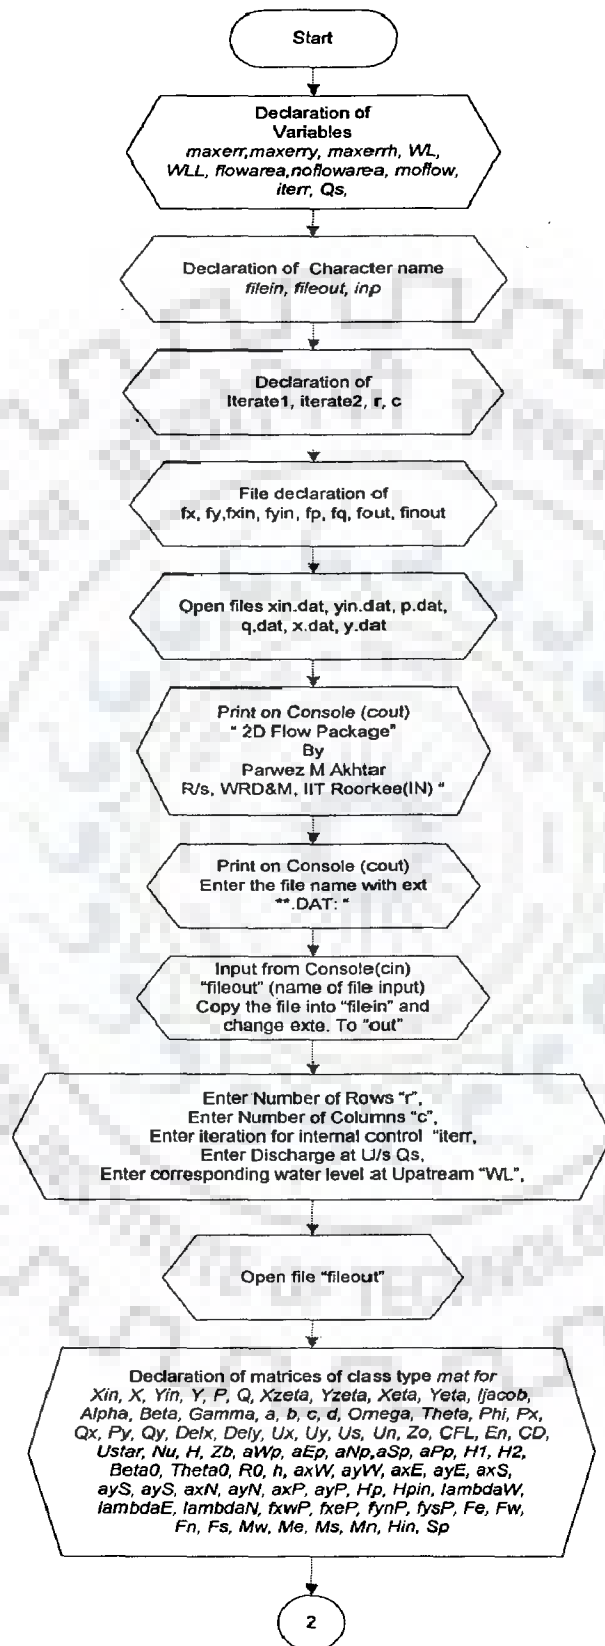 Start
Declaration of
Variables
maxerr,maxerry, maxerrh, WL,
WLL, flowarea,noflowarea, moflow,
iterr, Qs,
Declaration of Character name
filein, fileout, inp
Declaration of
Iterate1, iterate2, r, c
File declaration of
fx, fy,fxin, fyin, fp, fq, fout, finout
Open files xin.dat, yin.dat, p.dat,
q.dat, x.dat, y.dat
Print on Console (cout)
" 2D Flow Package"
By
Parwez M Akhtar
R/s, WRD&M, IIT Roorkee(IN) "
Print on Console (cout)
Enter the file name with ext
"*.DAT: "
Input from Console(cin)
"fileout" (name of file input)
Copy the file into "filein" and
change exte. To "out"
Enter Number of Rows "r",
Enter Number of Columns "c",
Enter iteration for internal control "iterr,
Enter Discharge at U/s Qs,
Enter corresponding water level at Upatream "WL",
Open file "fileout"
Declaration of matrices of class type mat for
Xin, X, Yin, Y, P, Q, Xzeta, Yzeta, Xeta, Yeta, Ijacob,
Alpha, Beta, Gamma, a, b, c, d, Omega, Theta, Phi, Px,
Qx, Py, Qy, Delx, Dely, Ux, Uy, Us, Un, Zo, CFL, En, CD,
Ustar, Nu, H, Zb, aWp, aEp, aNp,aSp, aPp, H1, H2,
Beta0, Theta0, R0, h, axW, ayW, axE, ayE, axS,
ayS, ayS, axN, ayN, axP, ayP, Hp, Hpin, lambdaW,
lambdaE, lambdaN, fxwP, fxeP, fynP, fysP, Fe, Fw,
Fn, Fs, Mw, Me, Ms, Mn, Hin, Sp
2